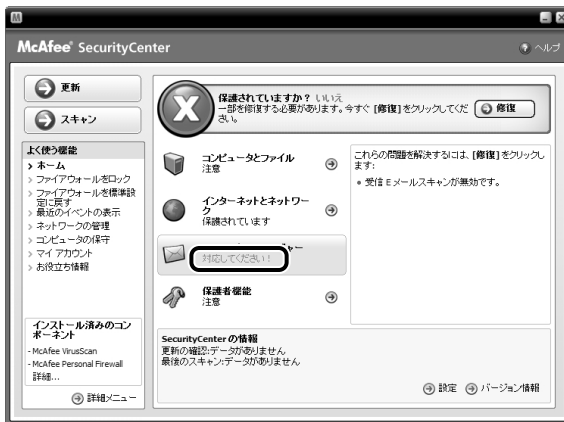 M
McAfee® SecurityCenter
ヘルプ
更新
スキャン
よく使う機能
> ホーム
> ファイアウォールをロック
> ファイアウォールを標準設
定に戻す
> 最近のイベントの表示
> ネットワークの管理
> コンピュータの保守
> マイ アカウント
> お役立ち情報
インストール済みのコン
ポーネント
- McAfee VirusScan
- McAfee Personal Firewall
詳細...
詳細メニュー
保護されていますか? いいえ
一部を修復する必要があります。今すぐ [修復] をクリックしてくだ
さい。
修復
コンピュータとファイル
注意
インターネットとネットワー
ク
保護されています
対応してください!
保護者機能
注意
これらの問題を解決するには、[修復] をクリックし
ます:
• 受信 E メールスキャンが無効です。
SecurityCenter の情報
更新の確認:データがありません
最後のスキャン:データがありません
設定
バージョン情報